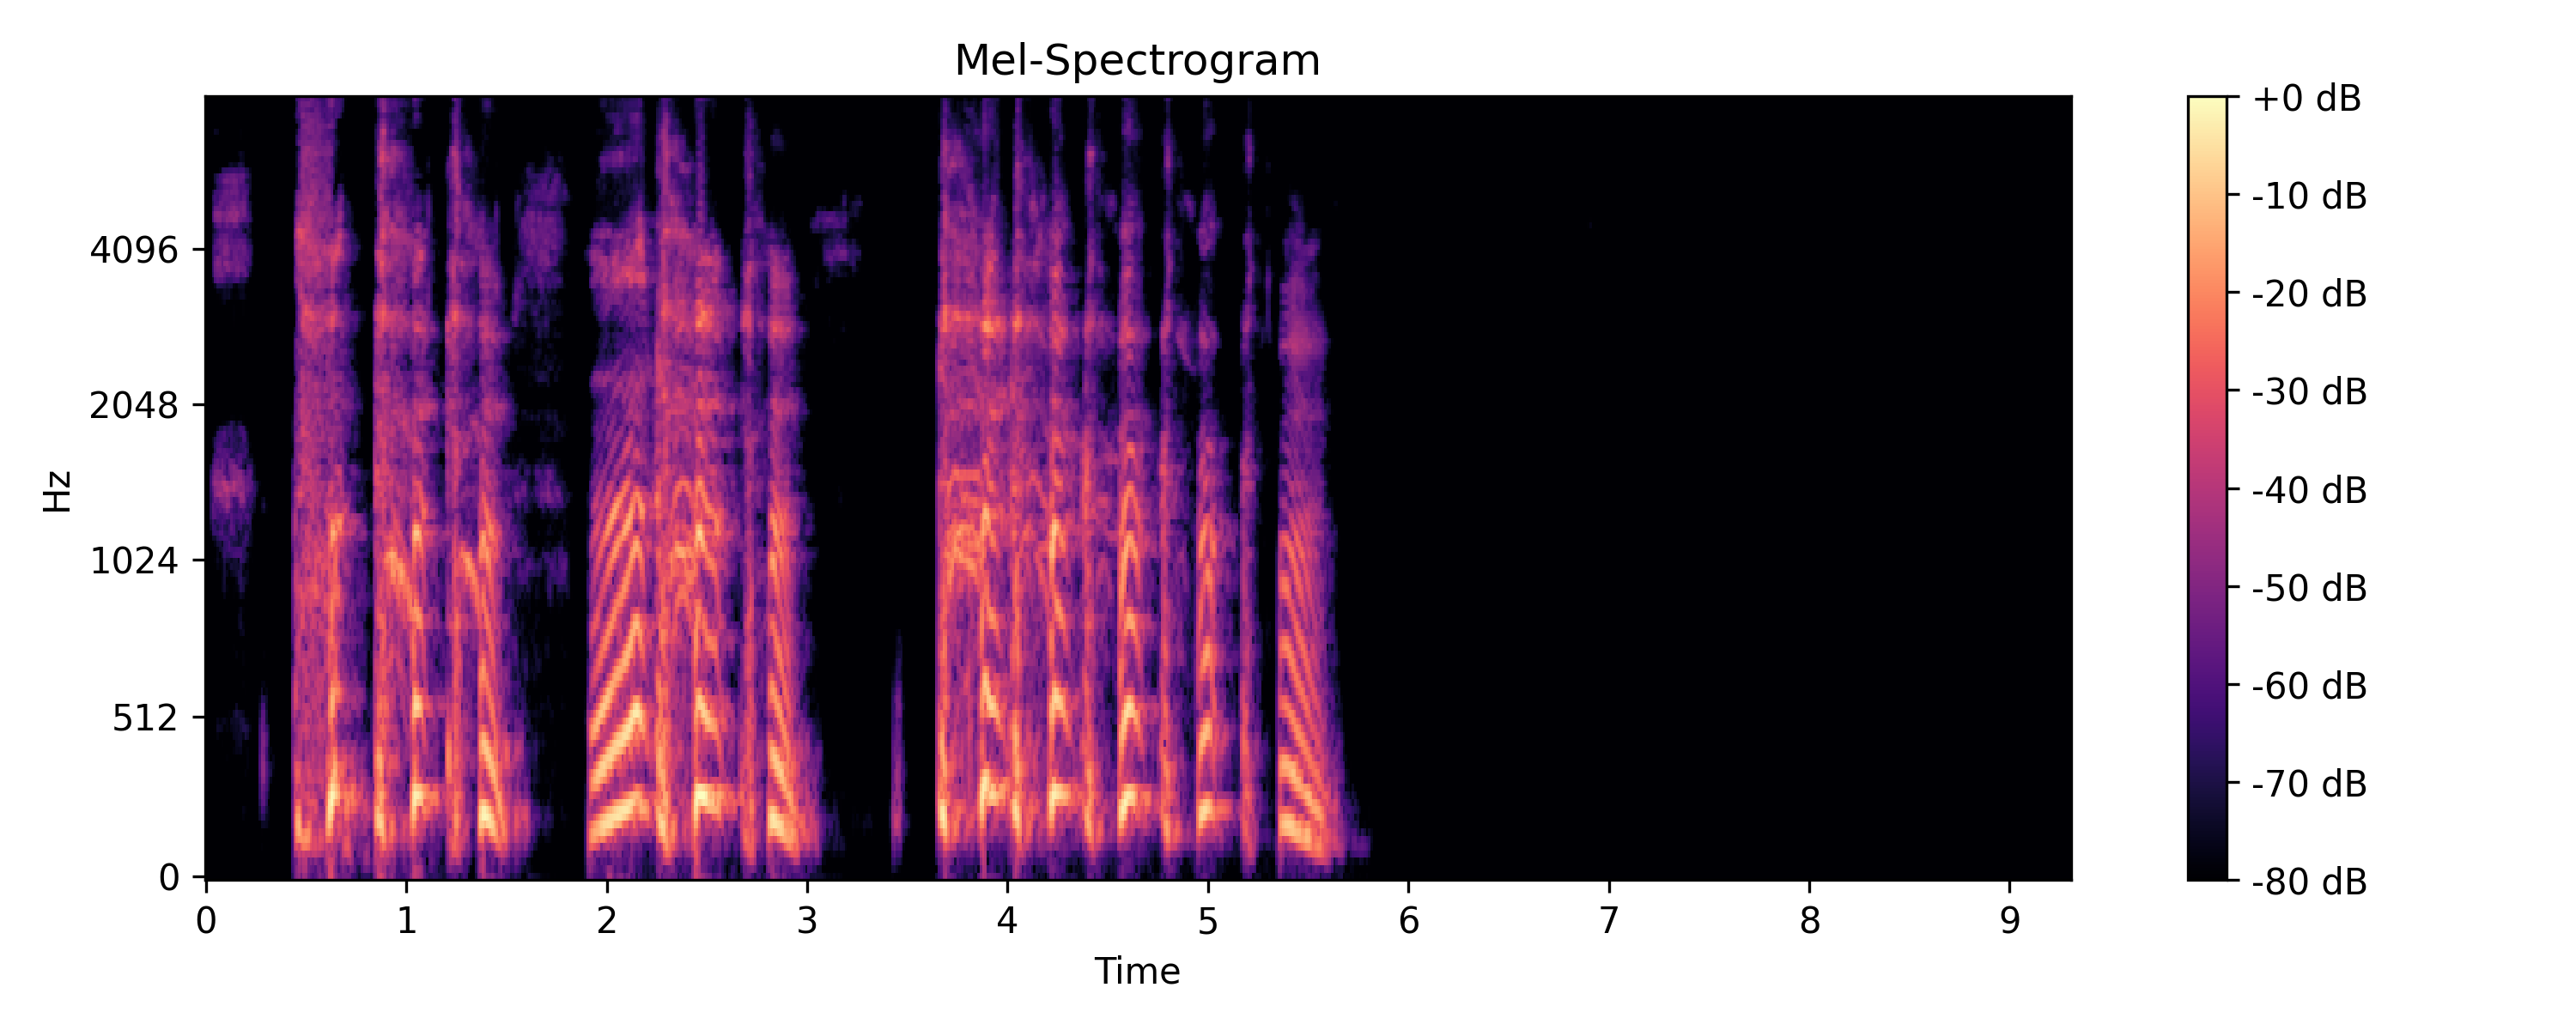 Mel-Spectrogram
+0 dB
-10 dB
-20 dB
-30 dB
-40 dB
-50 dB
-60 dB
-70 dB
-80 dB
Hz
4096
2048
1024
512
0
0 1 2 3 4 5 6 7 8 9
Time